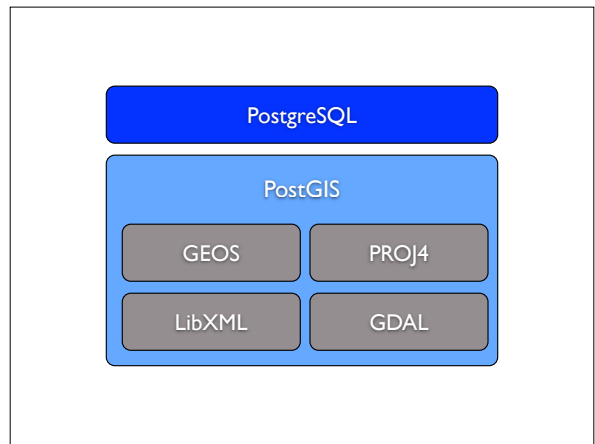 PostgreSQL
PostGIS
GEOS
PROJ4
LibXML
GDAL